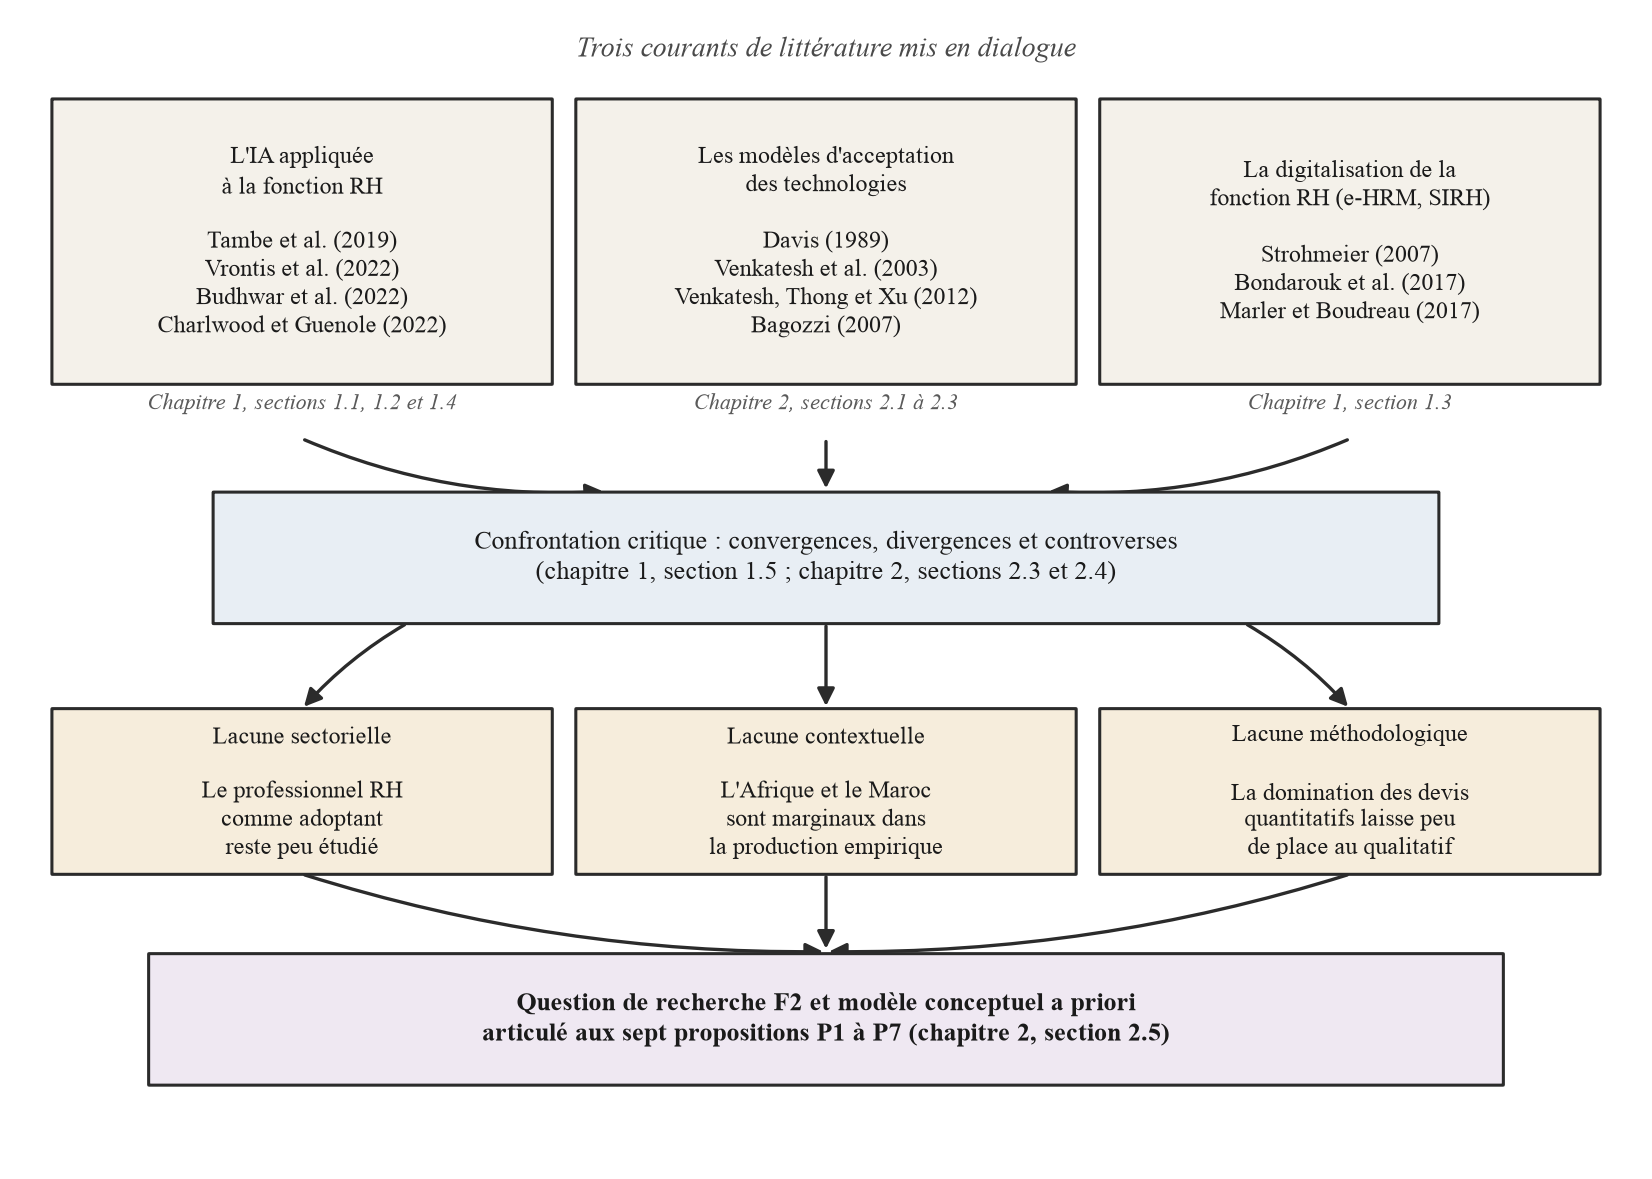 Trois courants de littérature mis en dialogue
L'IA appliquée
à la fonction RH
Tambe et al. (2019)
Vrontis et al. (2022)
Budhwar et al. (2022)
Charlwood et Guenole (2022)
Chapitre 1, sections 1.1, 1.2 et 1.4
Les modèles d'acceptation
des technologies
Davis (1989)
Venkatesh et al. (2003)
Venkatesh, Thong et Xu (2012)
Bagozzi (2007)
Chapitre 2, sections 2.1 à 2.3
La digitalisation de la
fonction RH (e-HRM, SIRH)
Strohmeier (2007)
Bondarouk et al. (2017)
Marler et Boudreau (2017)
Chapitre 1, section 1.3
Confrontation critique : convergences, divergences et controverses
(chapitre 1, section 1.5 ; chapitre 2, sections 2.3 et 2.4)
Lacune sectorielle
Le professionnel RH
comme adoptant
reste peu étudié
Lacune contextuelle
L'Afrique et le Maroc
sont marginaux dans
la production empirique
Lacune méthodologique
La domination des devis
quantitatifs laisse peu
de place au qualitatif
Question de recherche F2 et modèle conceptuel a priori
articulé aux sept propositions P1 à P7 (chapitre 2, section 2.5)